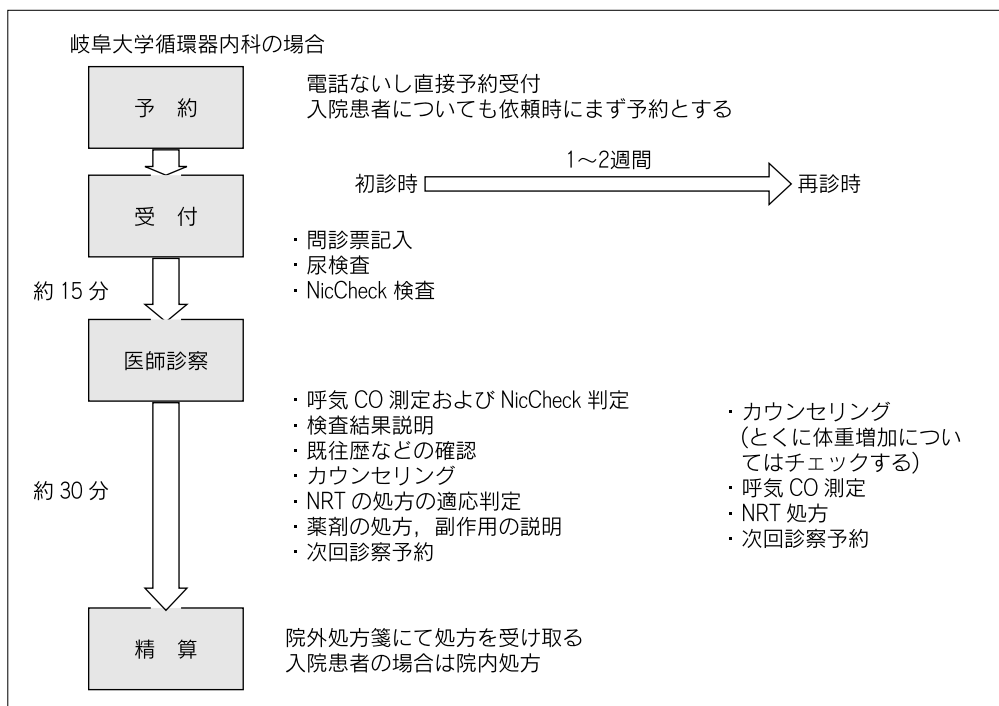 岐阜大学循環器内科の場合
予 約
電話ないし直接予約受付
入院患者についても依頼時にまず予約とする
1～2週間
初診時
再診時
受 付
・問診票記入
・尿検査
・NicCheck 検査
約 15 分
医師診察
・呼気 CO 測定および NicCheck 判定
・検査結果説明
・既往歴などの確認
・カウンセリング
・NRT の処方の適応判定
・薬剤の処方，副作用の説明
・次回診察予約
・カウンセリング
(とくに体重増加につい
てはチェックする)
・呼気 CO 測定
・NRT 処方
・次回診察予約
約 30 分
精 算
院外処方箋にて処方を受け取る
入院患者の場合は院内処方